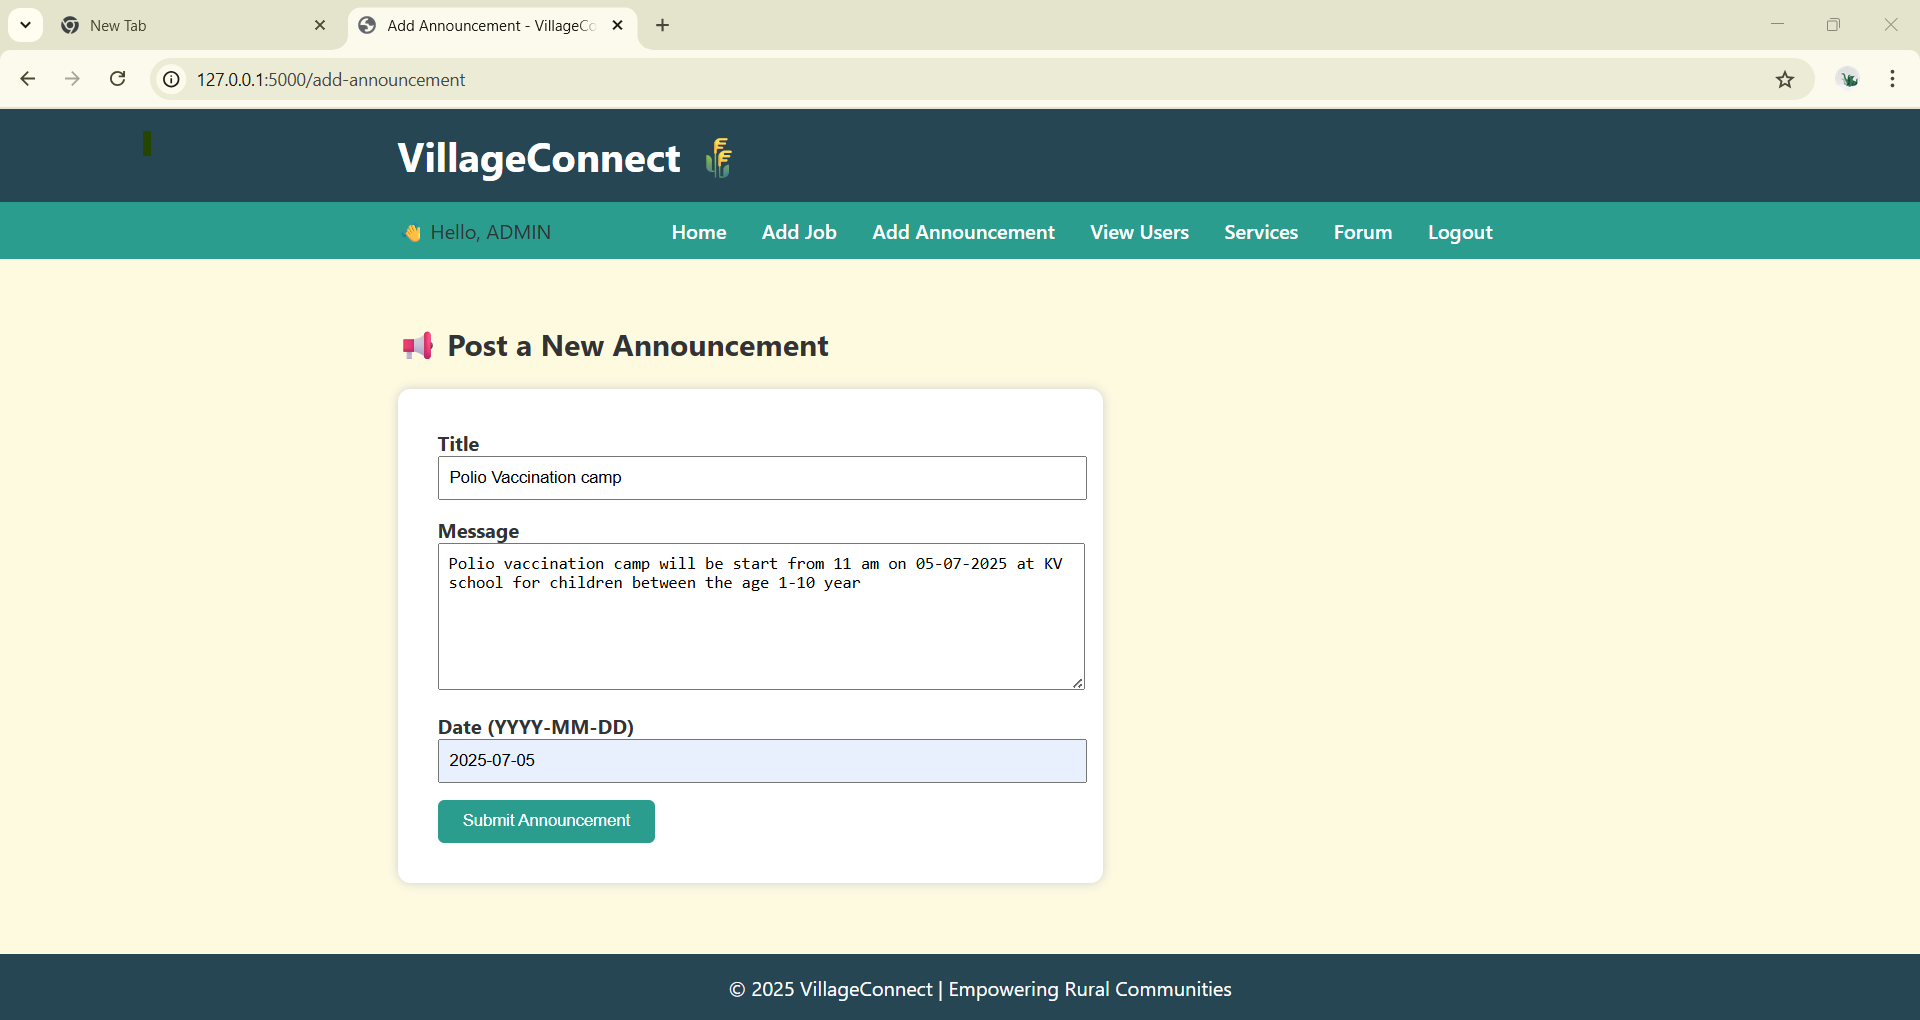 New Tab
Add Announcement - VillageCo
127.0.0.1:5000/add-announcement
VillageConnect
Hello, ADMIN
Home
Add Job
Add Announcement
View Users
Services
Forum
Logout
Post a New Announcement
Title
Polio Vaccination camp
Message
Polio vaccination camp will be start from 11 am on 05-07-2025 at KV
school for children between the age 1-10 year
Date (YYYY-MM-DD)
2025-07-05
Submit Announcement
© 2025 VillageConnect | Empowering Rural Communities